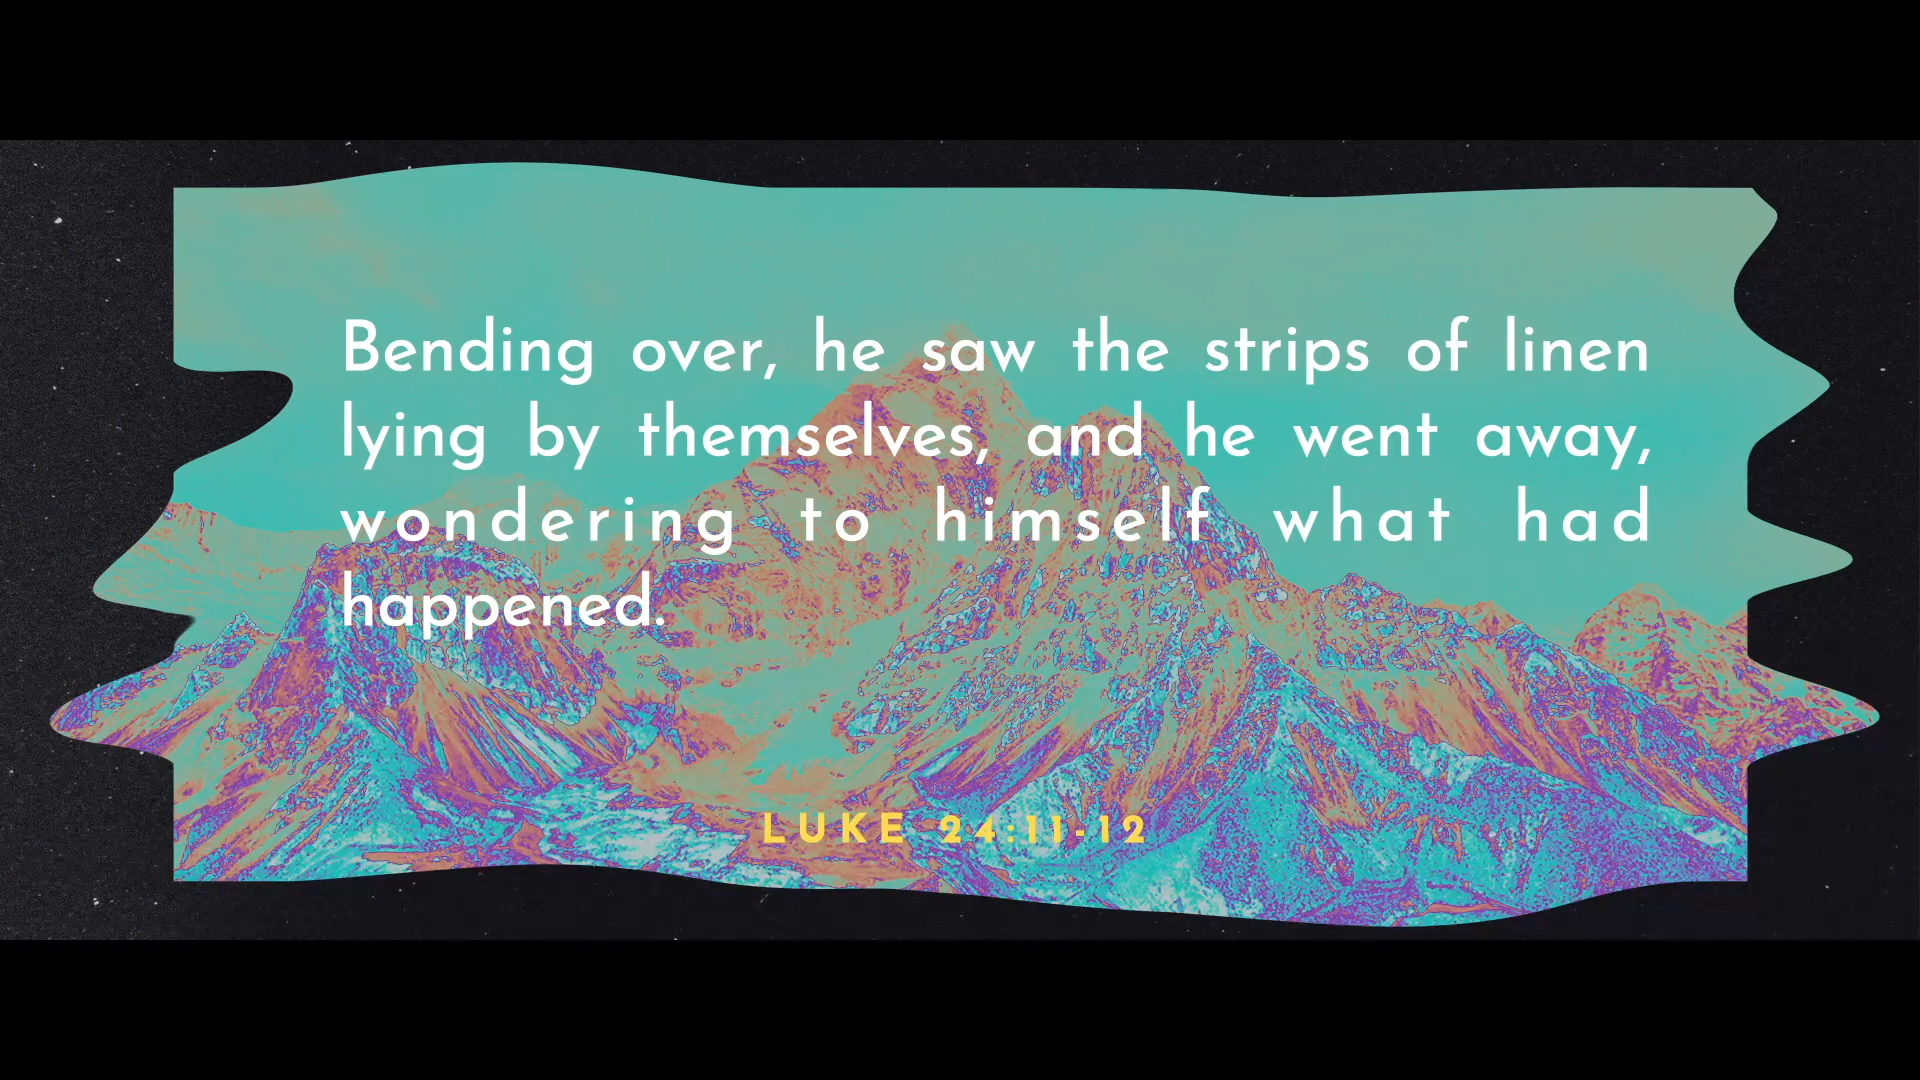 Bending over, he saw the strips of linen
lying by themselves, and he went away,
wondering to himself what had
happened.
LUKE 24:11-12